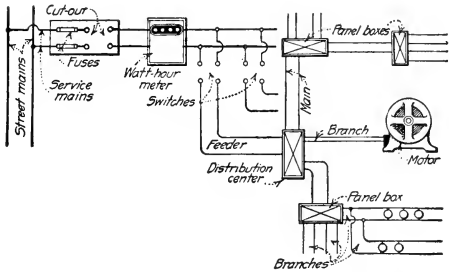 Cut-out
Fuses
Service
mains
Street mains
Watt-hour
meter
Switches
Panel boxes
Main
Feeder
Branch
Motor
Distribution
center
Panel box
Branches